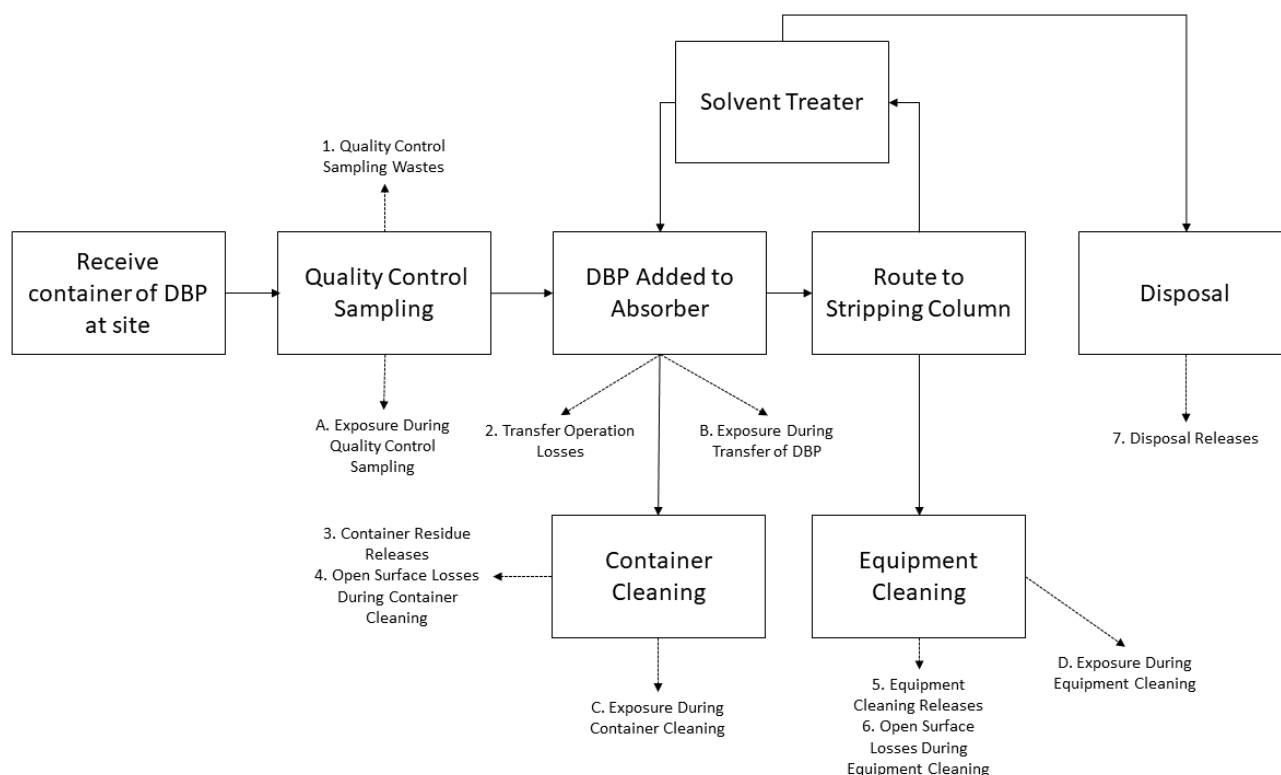 Solvent Treater
1. Quality Control
Sampling Wastes
Receive
container of DBP
at site
Quality Control
Sampling
DBP Added to
Absorber
Route to
Stripping Column
Disposal
A. Exposure During
Quality Control
Sampling
2. Transfer Operation
Losses
B. Exposure During
Transfer of DBP
7. Disposal Releases
3. Container Residue
Releases
4. Open Surface Losses
During Container
Cleaning
Container
Cleaning
Equipment
Cleaning
C. Exposure During
Container Cleaning
5. Equipment
Cleaning Releases
6. Open Surface
Losses During
Equipment Cleaning
D. Exposure During
Equipment Cleaning